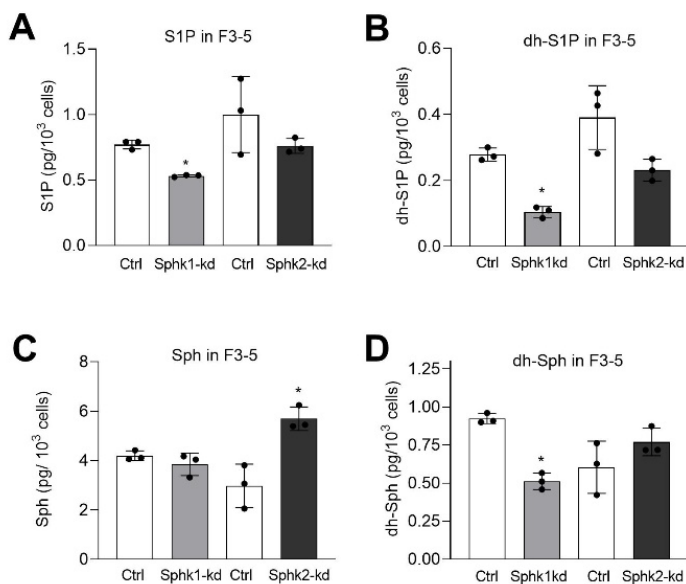 A
S1P in F3-5
S1P (pg/10³ cells)
1.5
1.0
0.5
0.0
*
Ctrl Sphk1-kd Ctrl Sphk2-kd
B
dh-S1P in F3-5
dh-S1P (pg/10³ cells)
0.6
0.4
0.2
0.0
*
Ctrl Sphk1kd Ctrl Sphk2-kd
C
Sph in F3-5
Sph (pg/ 10³ cells)
8
6
4
2
0
*
Ctrl Sphk1-kd Ctrl Sphk2-kd
D
dh-Sph in F3-5
dh-Sph (pg/10³ cells)
1.25
1.00
0.75
0.50
0.25
0.00
*
Ctrl Sphk1kd Ctrl Sphk2-kd